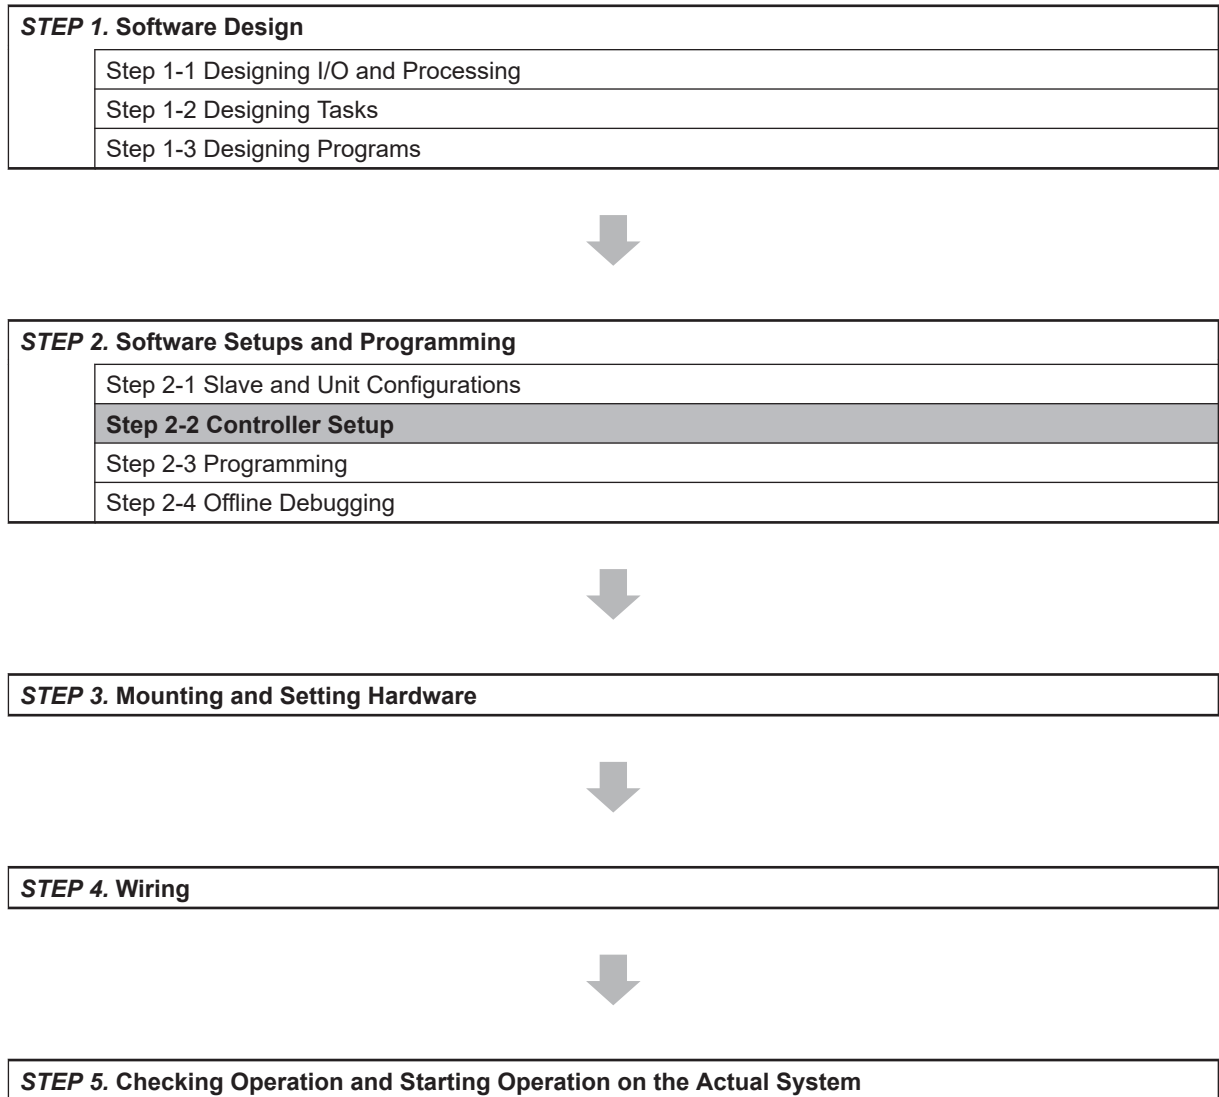 STEP 1. Software Design
Step 1-1 Designing I/O and Processing
Step 1-2 Designing Tasks
Step 1-3 Designing Programs
STEP 2. Software Setups and Programming
Step 2-1 Slave and Unit Configurations
Step 2-2 Controller Setup
Step 2-3 Programming
Step 2-4 Offline Debugging
STEP 3. Mounting and Setting Hardware
STEP 4. Wiring
STEP 5. Checking Operation and Starting Operation on the Actual System